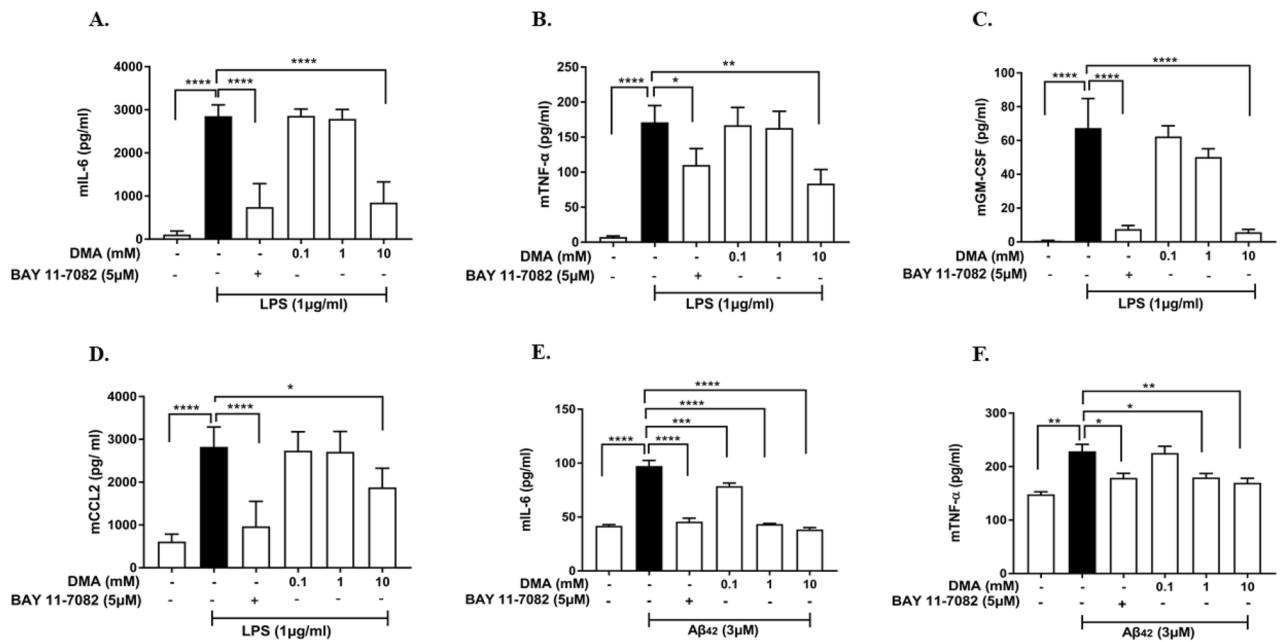 A.
B.
C.
mIL-6 (pg/ml)
4000
3000
2000
1000
0
**** **** ****
DMA (mM) - - - 0.1 1 10
BAY 11-7082 (5µM) - - + - - -
LPS (1µg/ml)
mTNF-α (pg/ml)
250
200
150
100
50
0
**** * **
DMA (mM) - - - 0.1 1 10
BAY 11-7082 (5µM) - - + - - -
LPS (1µg/ml)
mGM-CSF (pg/ml)
100
80
60
40
20
0
**** **** ****
DMA (mM) - - - 0.1 1 10
BAY 11-7082 (5µM) - - + - - -
LPS (1µg/ml)
D.
E.
F.
mCCL2 (pg/ ml)
4000
3000
2000
1000
0
**** **** *
DMA (mM) - - - 0.1 1 10
BAY 11-7082 (5µM) - - + - - -
LPS (1µg/ml)
mIL-6 (pg/ml)
150
100
50
0
**** **** *** **** ****
DMA (mM) - - - 0.1 1 10
BAY 11-7082 (5µM) - - + - - -
Aβ42 (3µM)
mTNF-α (pg/ml)
300
200
100
0
** * * **
DMA (mM) - - - 0.1 1 10
BAY 11-7082 (5µM) - - + - - -
Aβ42 (3µM)